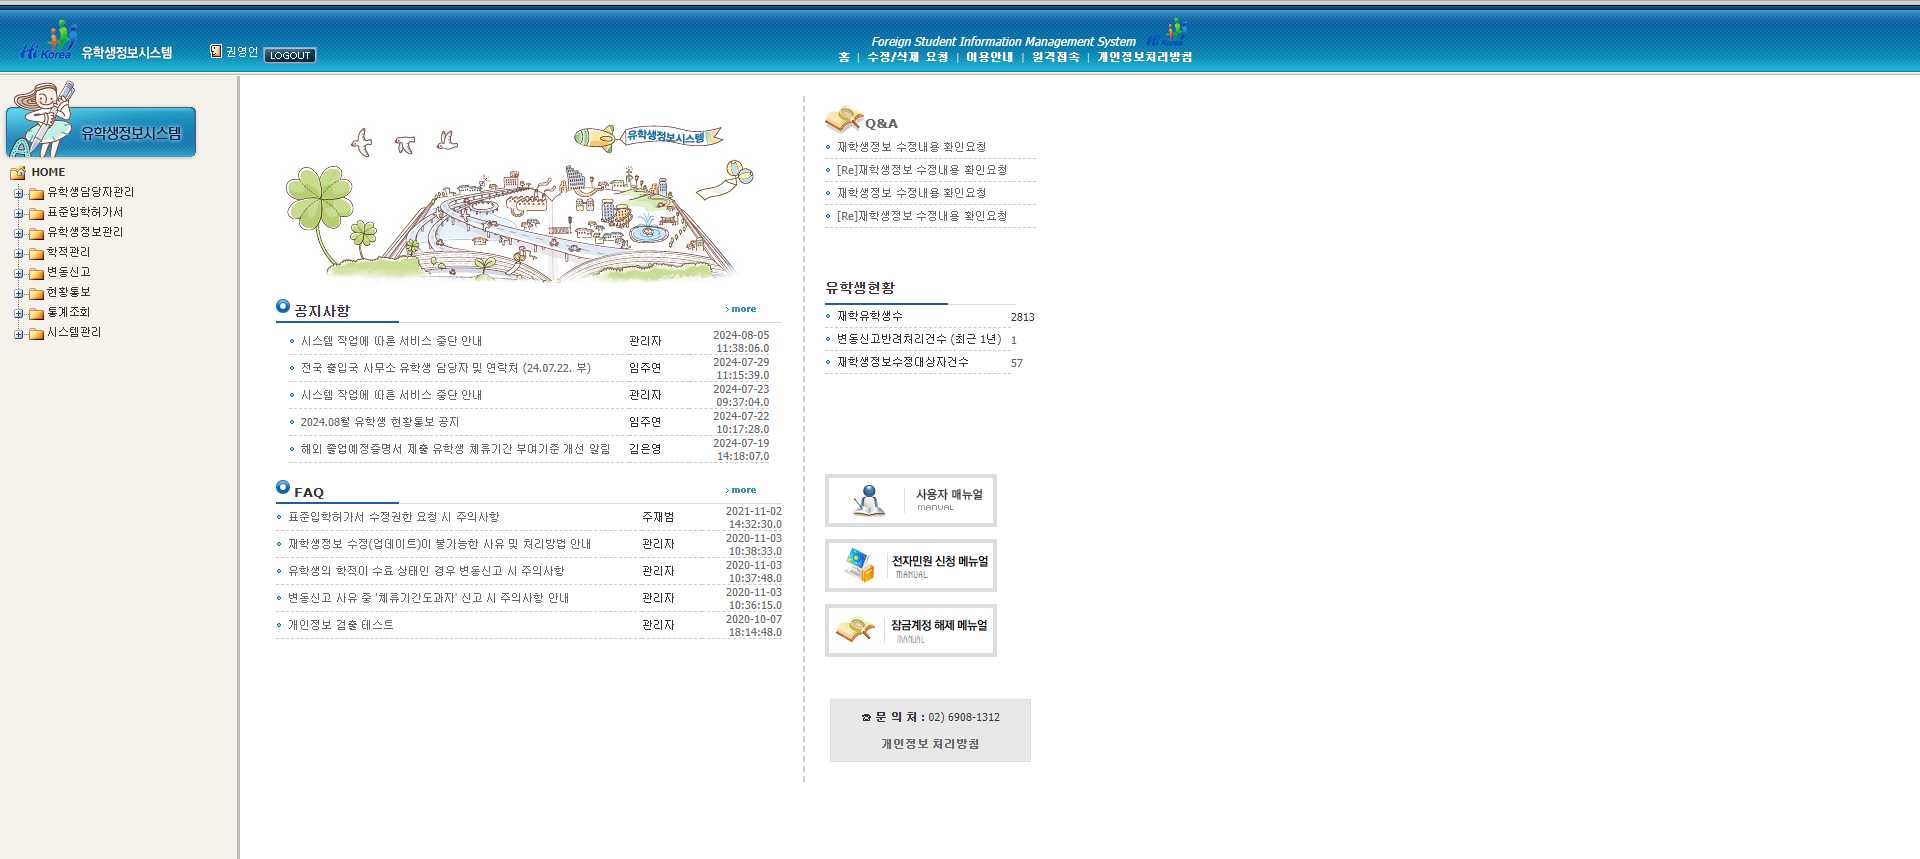 Hi Korea 유학생정보시스템
권영언 LOGOUT
Foreign Student Information Management System Hi Korea
홈 | 수정/삭제 요청 | 이용안내 | 원격접속 | 개인정보처리방침
유학생정보시스템
HOME
유학생담당자관리
표준입학허가서
유학생정보관리
학적관리
변동신고
현황통보
통계조회
시스템관리
유학생정보시스템
공지사항 more
시스템 작업에 따른 서비스 중단 안내 관리자 2024-08-05 11:38:06.0
전국 출입국 사무소 유학생 담당자 및 연락처 (24.07.22. 부) 임주연 2024-07-29 11:15:39.0
시스템 작업에 따른 서비스 중단 안내 관리자 2024-07-23 09:37:04.0
2024.08월 유학생 현황통보 공지 임주연 2024-07-22 10:17:28.0
해외 졸업예정증명서 제출 유학생 체류기간 부여기준 개선 알림 김은영 2024-07-19 14:18:07.0
FAQ more
표준입학허가서 수정권한 요청 시 주의사항 주재범 2021-11-02 14:32:30.0
재학생정보 수정(업데이트)이 불가능한 사유 및 처리방법 안내 관리자 2020-11-03 10:38:33.0
유학생의 학적이 수료 상태인 경우 변동신고 시 주의사항 관리자 2020-11-03 10:37:48.0
변동신고 사유 중 '체류기간도과자' 신고 시 주의사항 안내 관리자 2020-11-03 10:36:15.0
개인정보 검출 테스트 관리자 2020-10-07 18:14:48.0
Q&A
재학생정보 수정내용 확인요청
[Re]재학생정보 수정내용 확인요청
재학생정보 수정내용 확인요청
[Re]재학생정보 수정내용 확인요청
유학생현황
재학유학생수 2813
변동신고반려처리건수 (최근 1년) 1
재학생정보수정대상자건수 57
사용자 매뉴얼
MANUAL
전자민원 신청 메뉴얼
MANUAL
잠금계정 해제 메뉴얼
MANUAL
☎ 문 의 처 : 02) 6908-1312
개인정보 처리방침